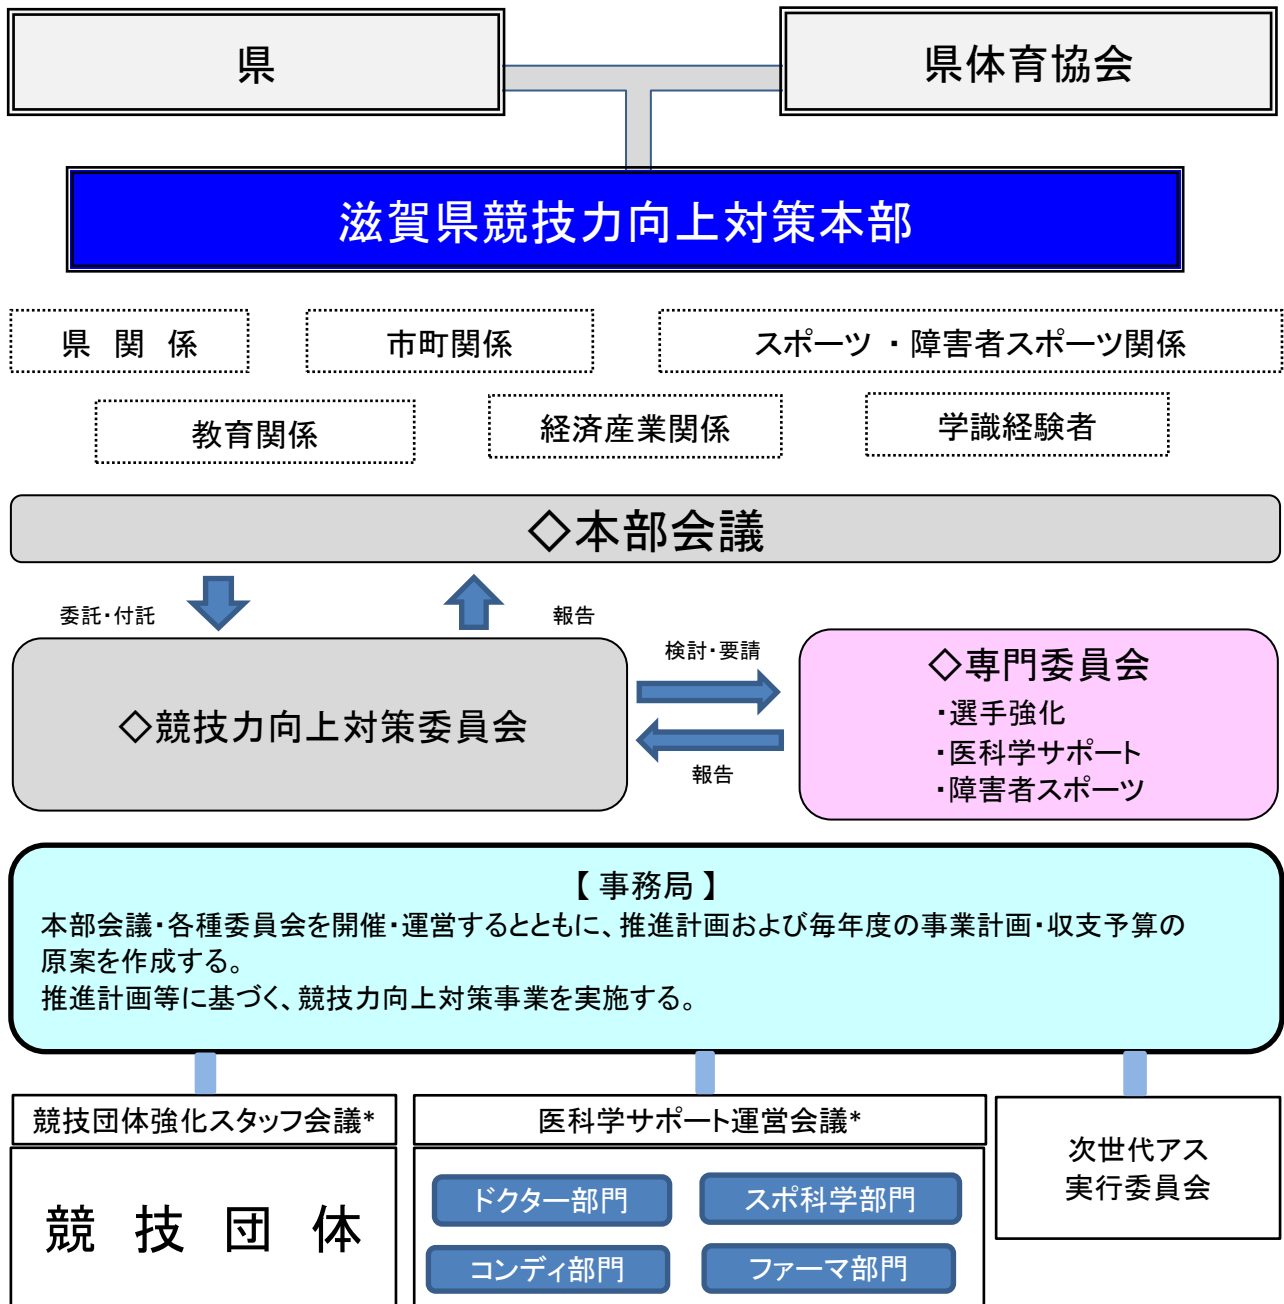 県
県体育協会
滋賀県競技力向上対策本部
県 関 係
市町関係
スポーツ ・障害者スポーツ関係
教育関係
経済産業関係
学識経験者
◇本部会議
委託・付託
報告
◇競技力向上対策委員会
検討・要請
報告
◇専門委員会
・選手強化
・医科学サポート
・障害者スポーツ
【 事務局 】
本部会議・各種委員会を開催・運営するとともに、推進計画および毎年度の事業計画・収支予算の
原案を作成する。
推進計画等に基づく、競技力向上対策事業を実施する。
競技団体強化スタッフ会議*
競 技 団 体
医科学サポート運営会議*
ドクター部門
スポ科学部門
コンディ部門
ファーマ部門
次世代アス
実行委員会